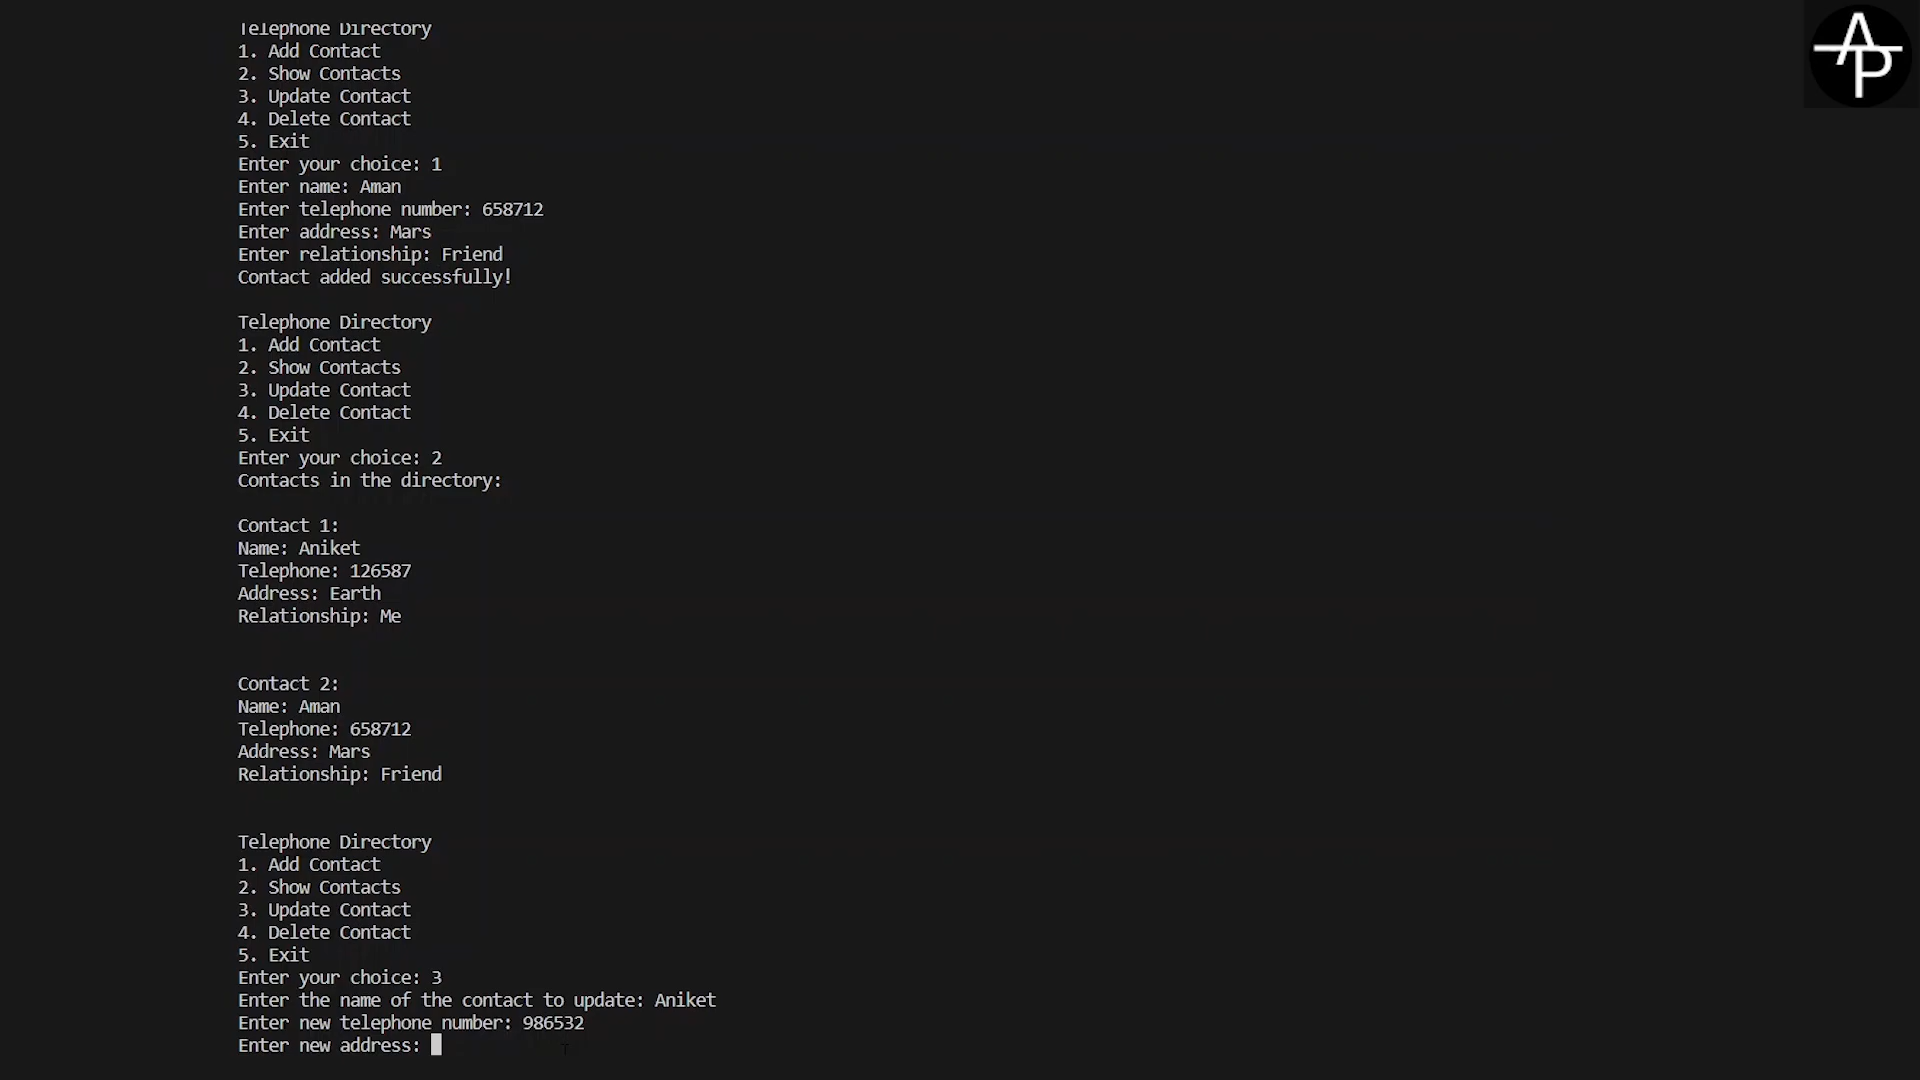 Telephone Directory
1. Add Contact
2. Show Contacts
3. Update Contact
4. Delete Contact
5. Exit
Enter your choice: 1
Enter name: Aman
Enter telephone number: 658712
Enter address: Mars
Enter relationship: Friend
Contact added successfully!
Telephone Directory
1. Add Contact
2. Show Contacts
3. Update Contact
4. Delete Contact
5. Exit
Enter your choice: 2
Contacts in the directory:
Contact 1:
Name: Aniket
Telephone: 126587
Address: Earth
Relationship: Me
Contact 2:
Name: Aman
Telephone: 658712
Address: Mars
Relationship: Friend
Telephone Directory
1. Add Contact
2. Show Contacts
3. Update Contact
4. Delete Contact
5. Exit
Enter your choice: 3
Enter the name of the contact to update: Aniket
Enter new telephone number: 986532
Enter new address:
AP